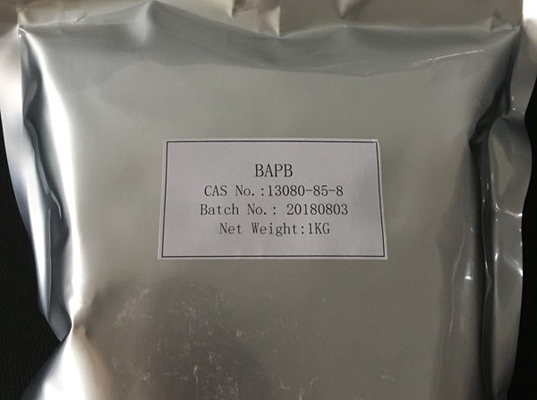 BAPB
CAS No.:13080-85-8
Batch No.: 20180803
Net Weight:1KG